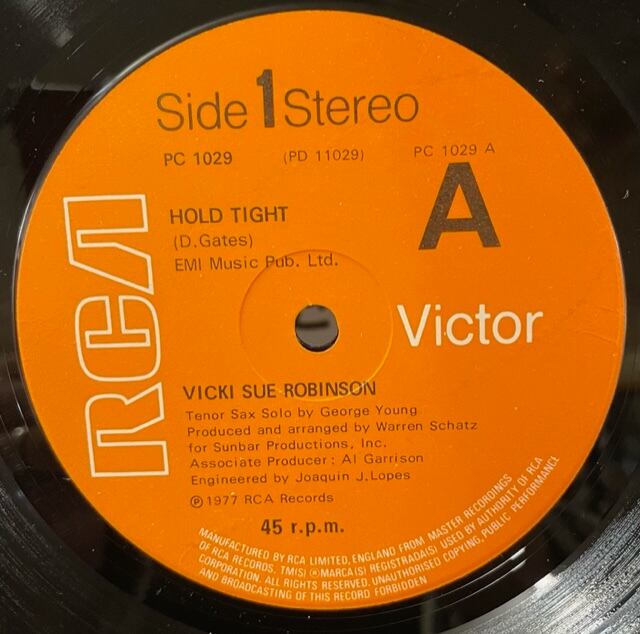 Side 1 Stereo
PC 1029 (PD 11029) PC 1029 A
A
HOLD TIGHT
(D.Gates)
EMI Music Pub. Ltd.
RCA
Victor
VICKI SUE ROBINSON
Tenor Sax Solo by George Young
Produced and arranged by Warren Schatz
for Sunbar Productions, Inc.
Associate Producer: Al Garrison
Engineered by Joaquin J.Lopes
℗1977 RCA Records
45 r.p.m.
MANUFACTURED BY RCA LIMITED, ENGLAND FROM MASTER RECORDINGS
OF RCA RECORDS. TM(S) ® MARCA(S) REGISTRADA(S) USED BY AUTHORITY OF RCA
CORPORATION. ALL RIGHTS RESERVED. UNAUTHORISED COPYING, PUBLIC PERFORMANCE
AND BROADCASTING OF THIS RECORD FORBIDDEN